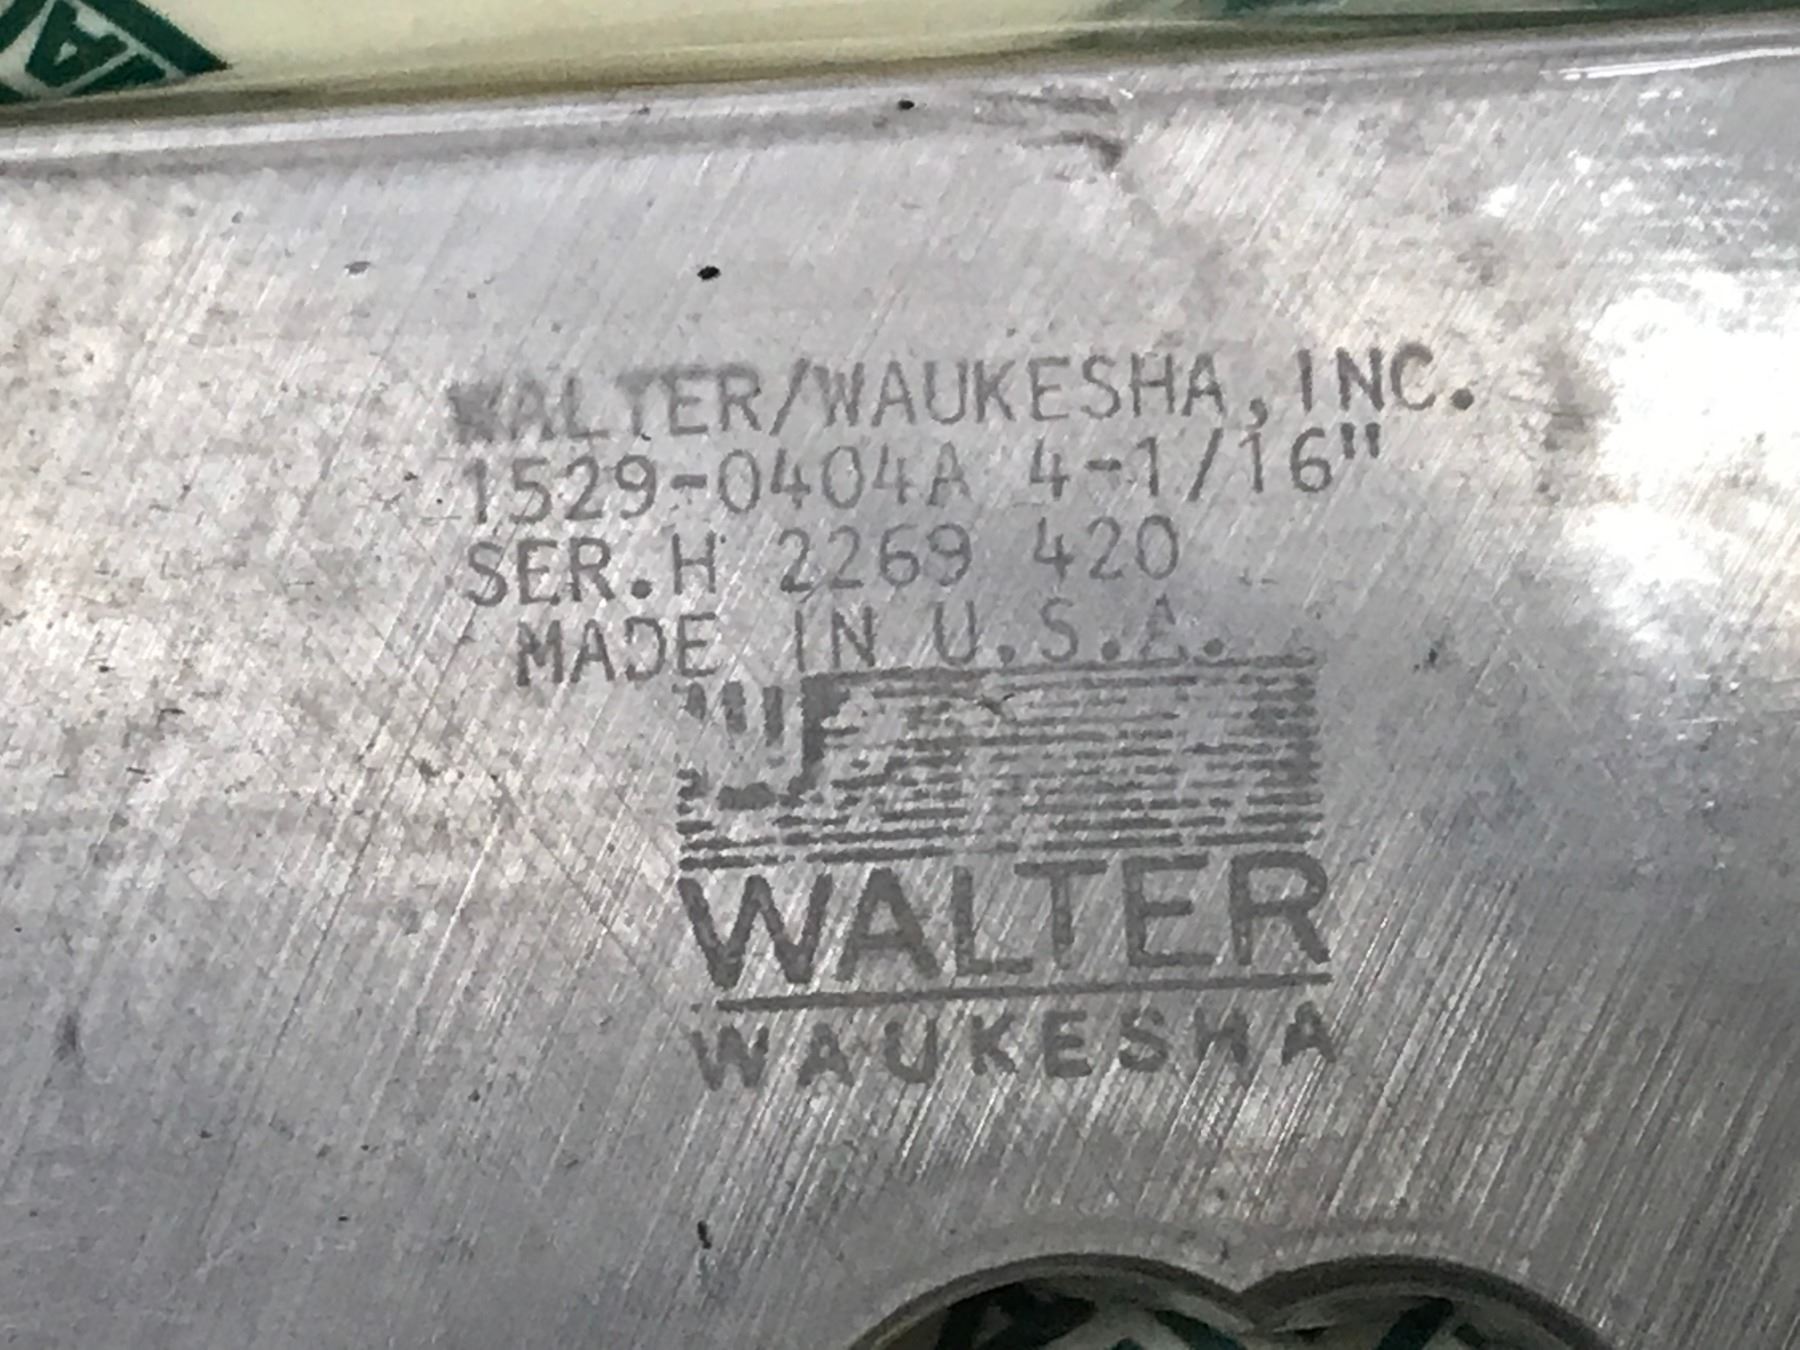 WALTER/WAUKESHA, INC.
1529-0404A 4-1/16"
SER.H 2269 420
MADE IN U.S.A.
WALTER
WAUKESHA